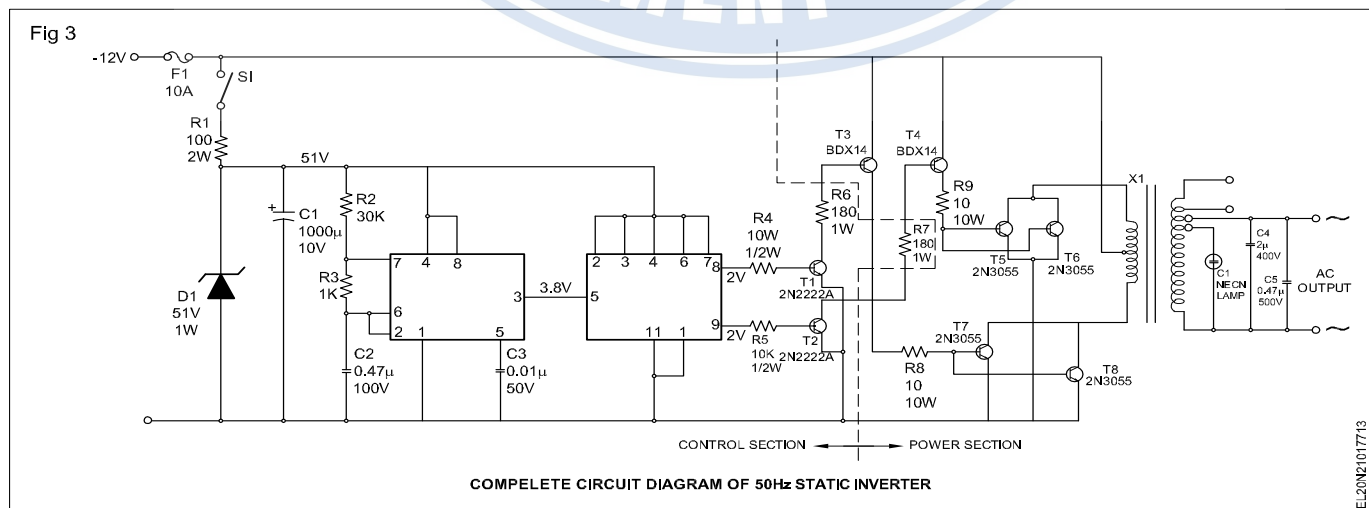 MENT
Fig 3
-12V
F1
10A
SI
R1
100
2W
51V
D1
51V
1W
C1
1000µ
10V
+
R2
30K
R3
1K
C2
0.47µ
100V
7
4
8
6
2
1
5
3
C3
0.01µ
50V
3.8V
2
3
4
6
7
5
8
9
11
1
2V
2V
R4
10W
1/2W
R5
10K
1/2W
T1
2N2222A
T2
2N2222A
R6
180
1W
R7
180
1W
T3
BDX14
T4
BDX14
R9
10
10W
T5
2N3055
T6
2N3055
T7
2N3055
T8
2N3055
R8
10
10W
X1
C1
NECN
LAMP
C4
2µ
400V
C5
0.47µ
500V
AC
OUTPUT
CONTROL SECTION
POWER SECTION
COMPELETE CIRCUIT DIAGRAM OF 50Hz STATIC INVERTER
EL20N21017713